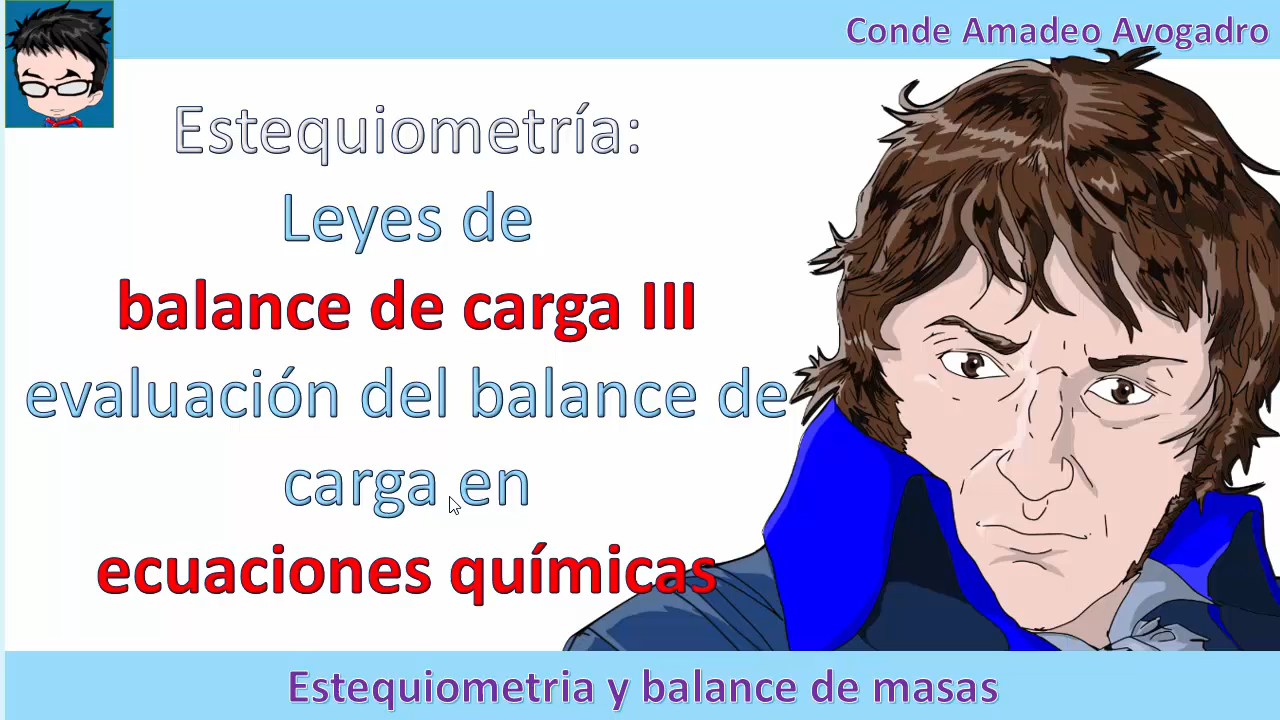 Conde Amadeo Avogadro
Estequiometría:
Leyes de
balance de carga III
evaluación del balance de
carga en
ecuaciones químicas
Estequiometria y balance de masas